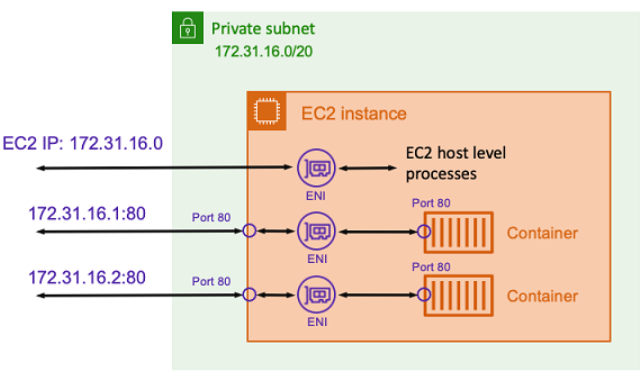 Private subnet
172.31.16.0/20
EC2 instance
EC2 IP: 172.31.16.0
EC2 host level
processes
ENI
172.31.16.1:80
Port 80
Port 80
Container
ENI
172.31.16.2:80
Port 80
Port 80
Container
ENI